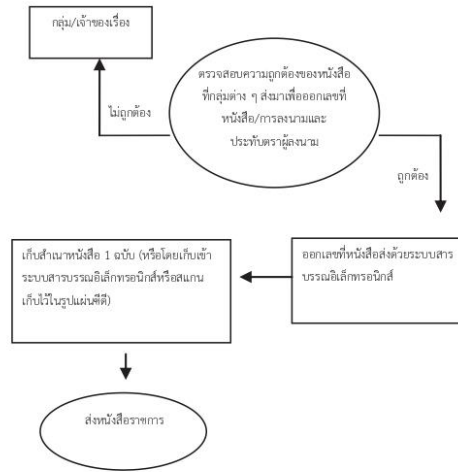 กลุ่ม/เจ้าของเรื่อง
ตรวจสอบความถูกต้องของหนังสือ
ที่กลุ่มต่าง ๆ ส่งมาเพื่อออกเลขที่
หนังสือ/การลงนามและ
ประทับตราผู้ลงนาม
ไม่ถูกต้อง
ถูกต้อง
ออกเลขที่หนังสือส่งด้วยระบบสาร
บรรณอิเล็กทรอนิกส์
เก็บสำเนาหนังสือ 1 ฉบับ (หรือโดยเก็บเข้า
ระบบสารบรรณอิเล็กทรอนิกส์หรือสแกน
เก็บไว้ในรูปแผ่นซีดี)
ส่งหนังสือราชการ